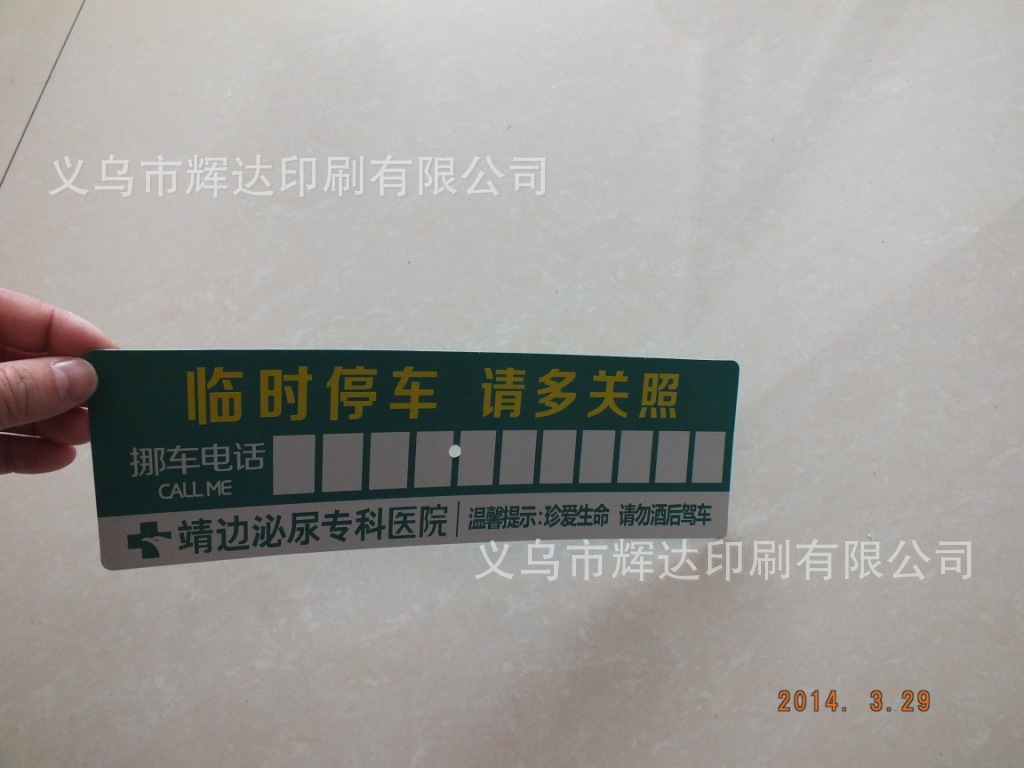 义乌市辉达印刷有限公司
临时停车 请多关照
挪车电话
CALL ME
靖边泌尿专科医院 温馨提示:珍爱生命 请勿酒后驾车
义乌市辉达印刷有限公司
2014. 3.29